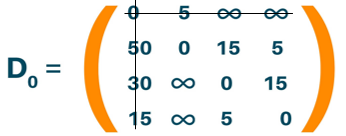 0 5 ∞ ∞
50 0 15 5
D0 =
30 ∞ 0 15
15 ∞ 5 0